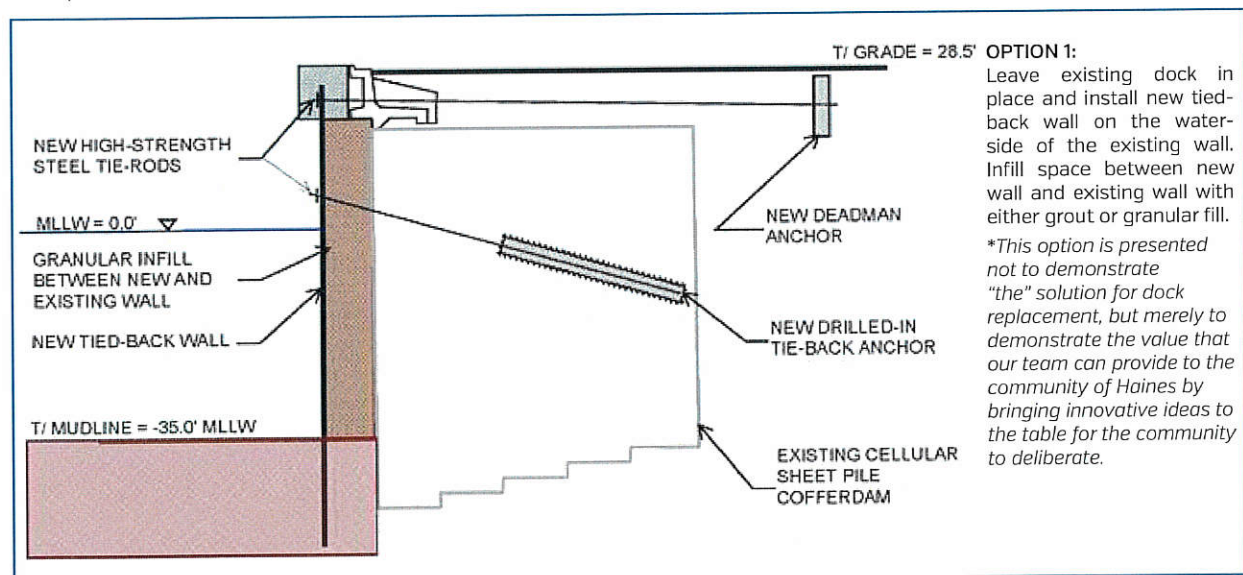 T/ GRADE = 28.5'
NEW HIGH-STRENGTH
STEEL TIE-RODS
MLLW = 0.0'
GRANULAR INFILL
BETWEEN NEW AND
EXISTING WALL
NEW TIED-BACK WALL
T/ MUDLINE = -35.0' MLLW
NEW DEADMAN
ANCHOR
NEW DRILLED-IN
TIE-BACK ANCHOR
EXISTING CELLULAR
SHEET PILE
COFFERDAM
OPTION 1:
Leave existing dock in
place and install new tied-
back wall on the water-
side of the existing wall.
Infill space between new
wall and existing wall with
either grout or granular fill.
*This option is presented
not to demonstrate
"the" solution for dock
replacement, but merely to
demonstrate the value that
our team can provide to the
community of Haines by
bringing innovative ideas to
the table for the community
to deliberate.